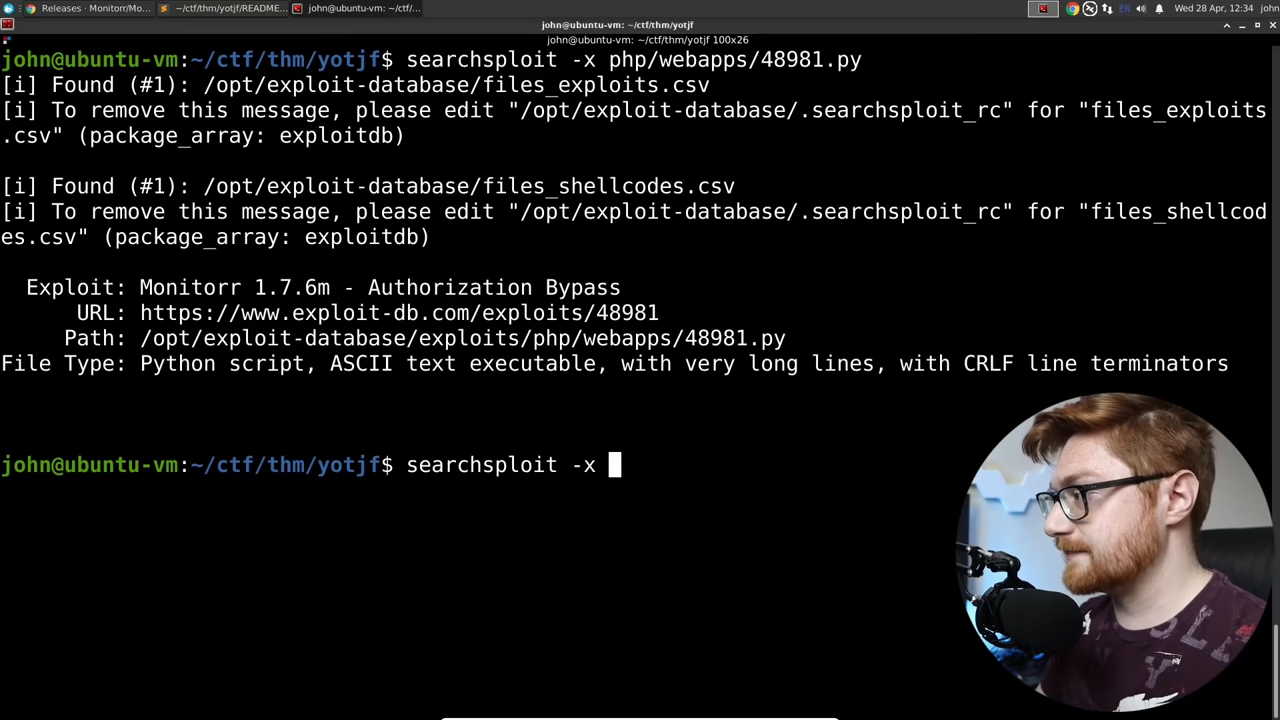 Releases · Monitorr/Mo...
~/ctf/thm/yotjf/README...
john@ubuntu-vm: ~/ctf/...
EN
Wed 28 Apr, 12:34
john
john@ubuntu-vm: ~/ctf/thm/yotjf
john@ubuntu-vm: ~/ctf/thm/yotjf 100x26
john@ubuntu-vm:~/ctf/thm/yotjf$ searchsploit -x php/webapps/48981.py
[i] Found (#1): /opt/exploit-database/files_exploits.csv
[i] To remove this message, please edit "/opt/exploit-database/.searchsploit_rc" for "files_exploits
.csv" (package_array: exploitdb)
[i] Found (#1): /opt/exploit-database/files_shellcodes.csv
[i] To remove this message, please edit "/opt/exploit-database/.searchsploit_rc" for "files_shellcod
es.csv" (package_array: exploitdb)
Exploit: Monitorr 1.7.6m - Authorization Bypass
URL: https://www.exploit-db.com/exploits/48981
Path: /opt/exploit-database/exploits/php/webapps/48981.py
File Type: Python script, ASCII text executable, with very long lines, with CRLF line terminators
john@ubuntu-vm:~/ctf/thm/yotjf$ searchsploit -x